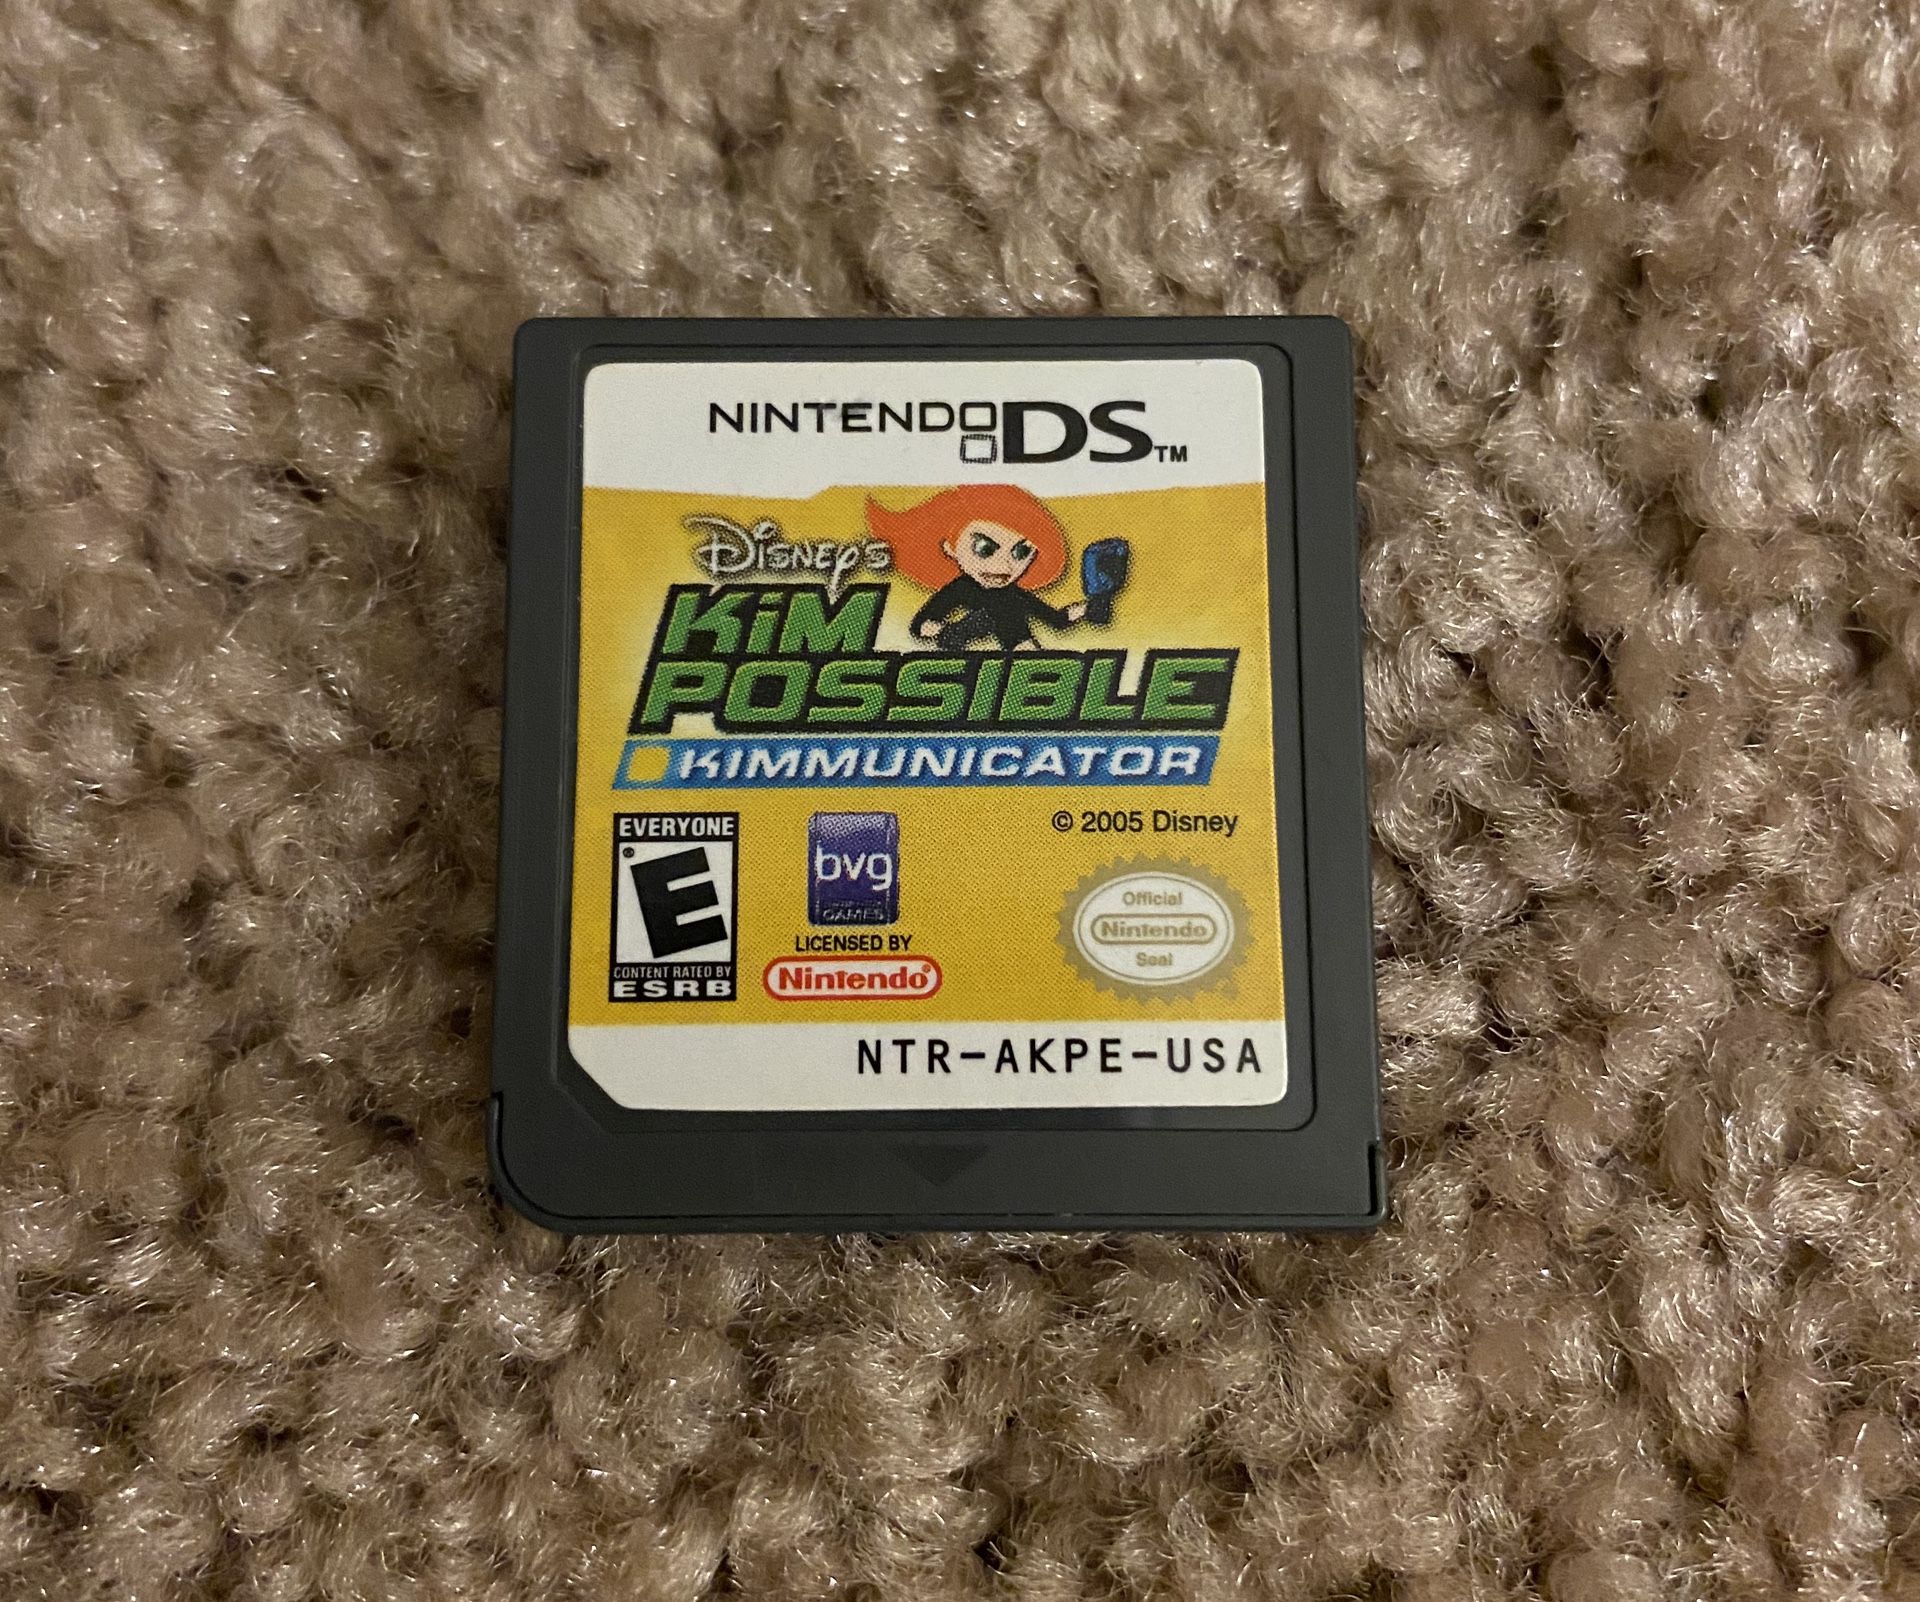 NINTENDO DS™
Disney's
KiM
POSSIBLE
KIMMUNICATOR
© 2005 Disney
EVERYONE
E
CONTENT RATED BY
ESRB
bvg
GAMES
LICENSED BY
Nintendo®
Official
Nintendo
Seal
NTR-AKPE-USA